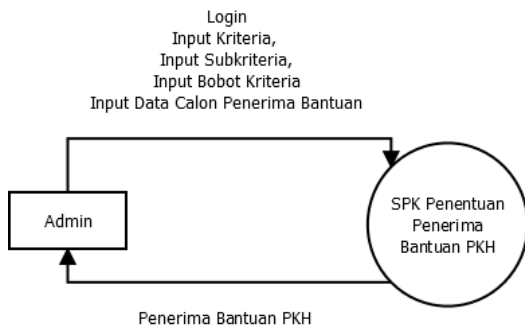 Login
Input Kriteria,
Input Subkriteria,
Input Bobot Kriteria
Input Data Calon Penerima Bantuan
Admin
SPK Penentuan
Penerima
Bantuan PKH
Penerima Bantuan PKH